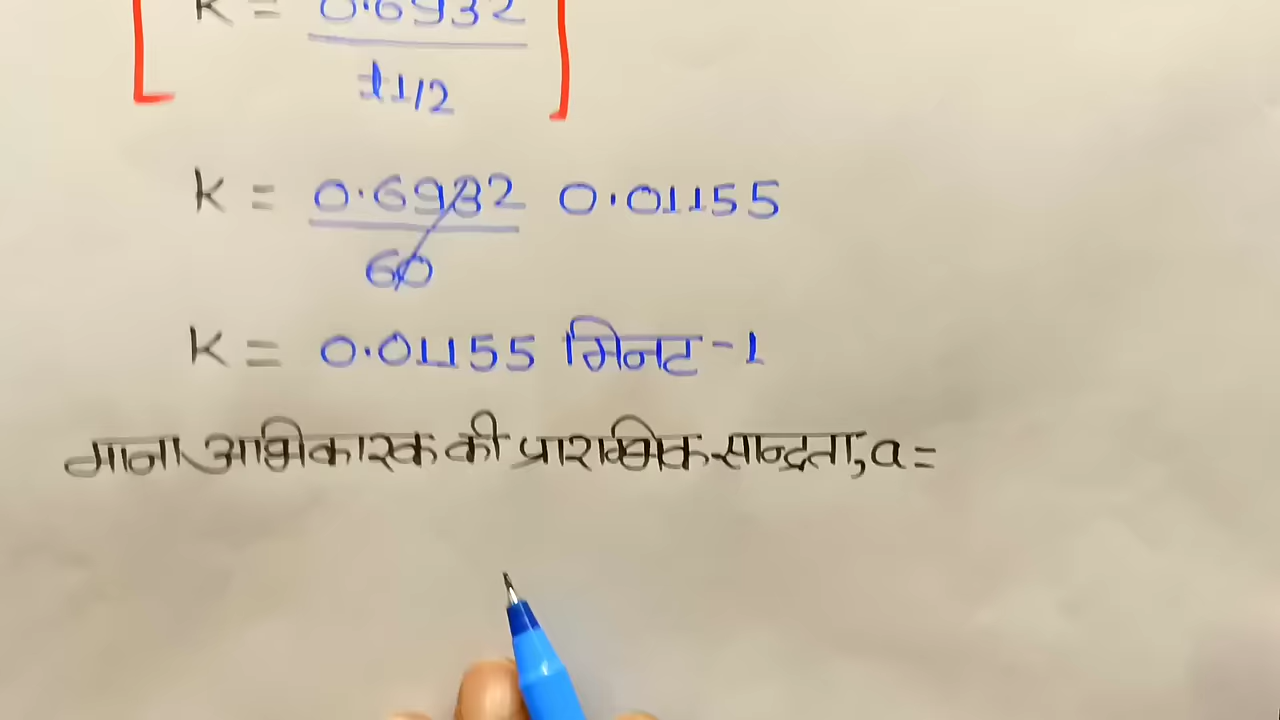 K = 0.6932
t1/2
K = 0.6932 0.01155
60
K = 0.01155 मिनट-1
माना अभिकारक की प्रारम्भिक सान्द्रता, a =